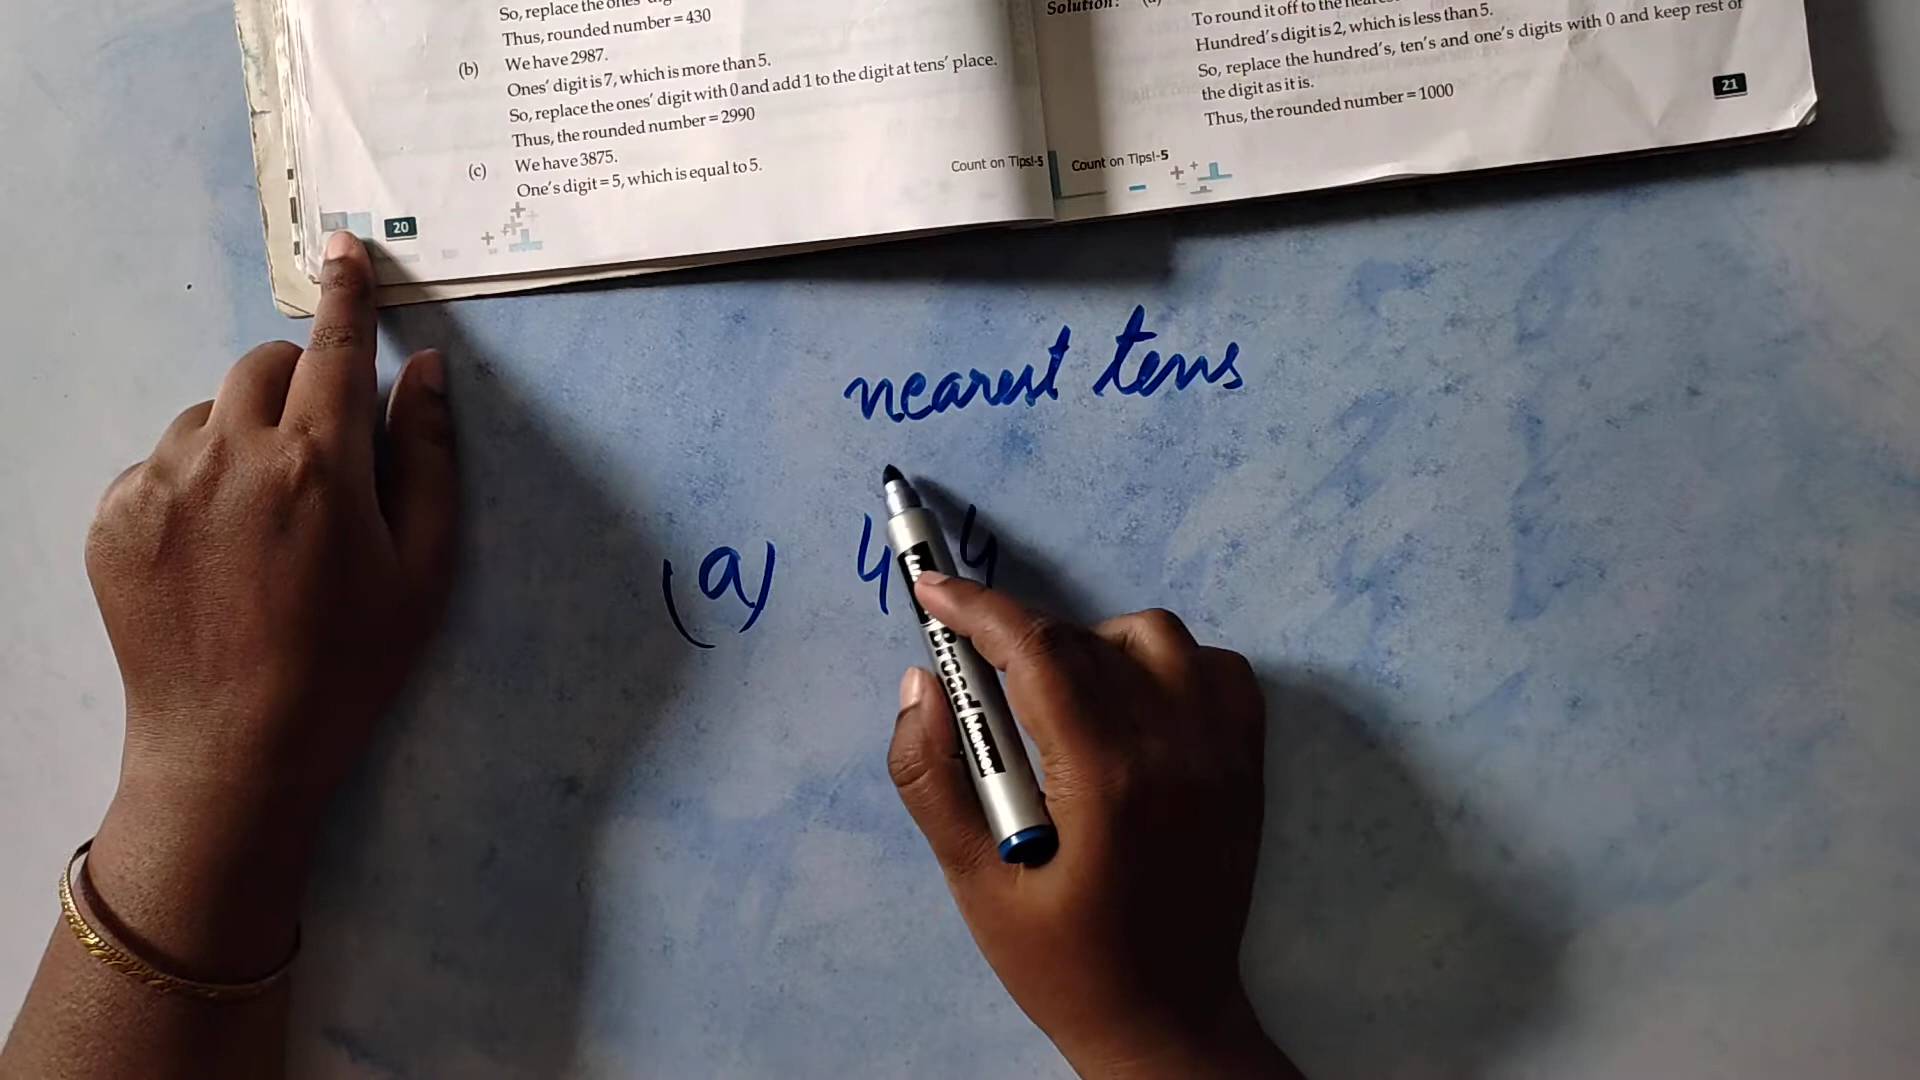 So, replace the ones'
Thus, rounded number = 430
(b) We have 2987.
Ones' digit is 7, which is more than 5.
So, replace the ones' digit with 0 and add 1 to the digit at tens' place.
Thus, the rounded number = 2990
(c) We have 3875.
One's digit = 5, which is equal to 5.
Count on Tips!-5
20
Solution:
To round it off to the
Hundred's digit is 2, which is less than 5.
So, replace the hundred's, ten's and one's digits with 0 and keep rest of
the digit as it is.
Thus, the rounded number = 1000
21
Count on Tips!-5
nearest tens
(a) 4 4
Broad Marker